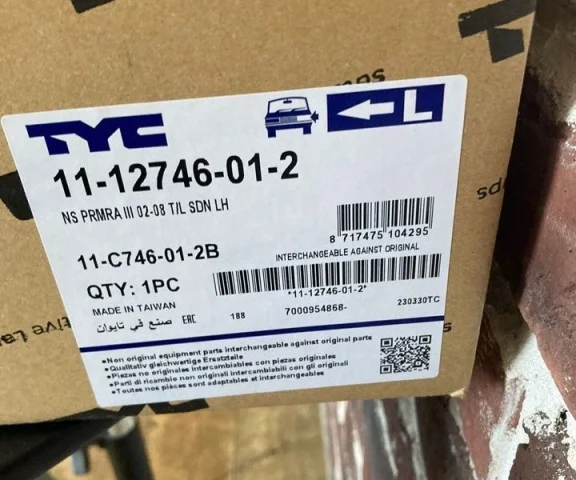 TYC
L
11-12746-01-2
NS PRMRA III 02-08 T/L SDN LH
8 717475 104295
11-C746-01-2B
INTERCHANGEABLE AGAINST ORIGINAL
QTY: 1PC
*11-12746-01-2*
MADE IN TAIWAN
صنع في تايوان EAC
188
7000954868-
230330TC
•Non original equipment parts interchangeable against original parts
•Qualitativ gleichwertige Ersatzteile
•Piezas no originales intercambiables con piezas originales
•Parti di ricambio non originali intercambiabili con gli originali
•Toutes nos pièces sont adaptables et interchangeables